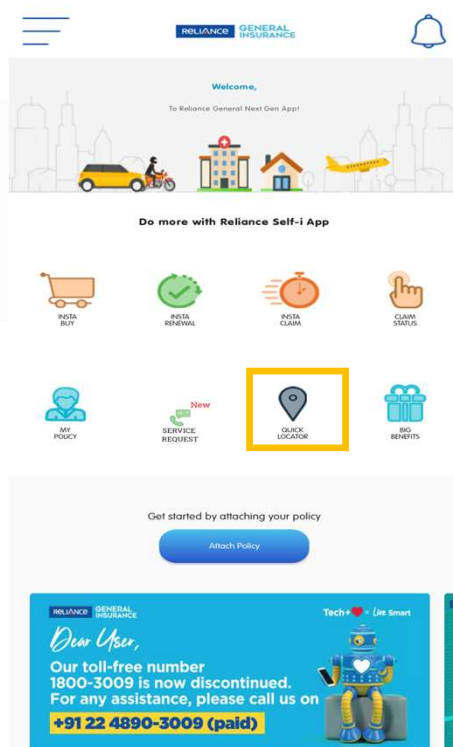 RELIANCE GENERAL
INSURANCE
Welcome,
To Reliance General Next Gen App!
Do more with Reliance Self-i App
INSTA
BUY
INSTA
RENEWAL
INSTA
CLAIM
CLAIM
STATUS
MY
POLICY
New
SERVICE
REQUEST
QUICK
LOCATOR
BIG
BENEFITS
Get started by attaching your policy
Attach Policy
RELIANCE GENERAL
INSURANCE
Tech+ = Live Smart
Dear User,
Our toll-free number
1800-3009 is now discontinued.
For any assistance, please call us on
+91 22 4890-3009 (paid)